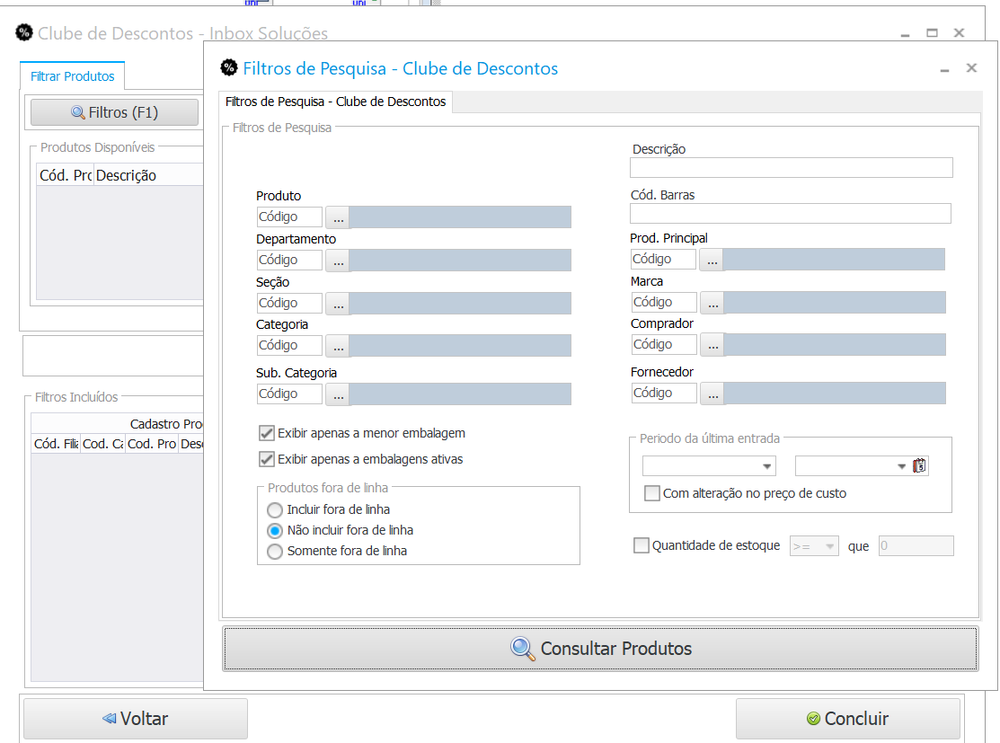 Clube de Descontos - Inbox Soluções
Filtrar Produtos
Filtros (F1)
Produtos Disponíveis
Cód. Pro Descrição
Filtros Incluídos
Cadastro Pro
Cód. Filia Cod. Ca Cod. Pro Desc
Filtros de Pesquisa - Clube de Descontos
Filtros de Pesquisa - Clube de Descontos
Filtros de Pesquisa
Produto
Código ...
Departamento
Código ...
Seção
Código ...
Categoria
Código ...
Sub. Categoria
Código ...
Exibir apenas a menor embalagem
Exibir apenas a embalagens ativas
Produtos fora de linha
Incluir fora de linha
Não incluir fora de linha
Somente fora de linha
Descrição
Cód. Barras
Prod. Principal
Código ...
Marca
Código ...
Comprador
Código ...
Fornecedor
Código ...
Periodo da última entrada
Com alteração no preço de custo
Quantidade de estoque >= que 0
Consultar Produtos
Voltar
Concluir